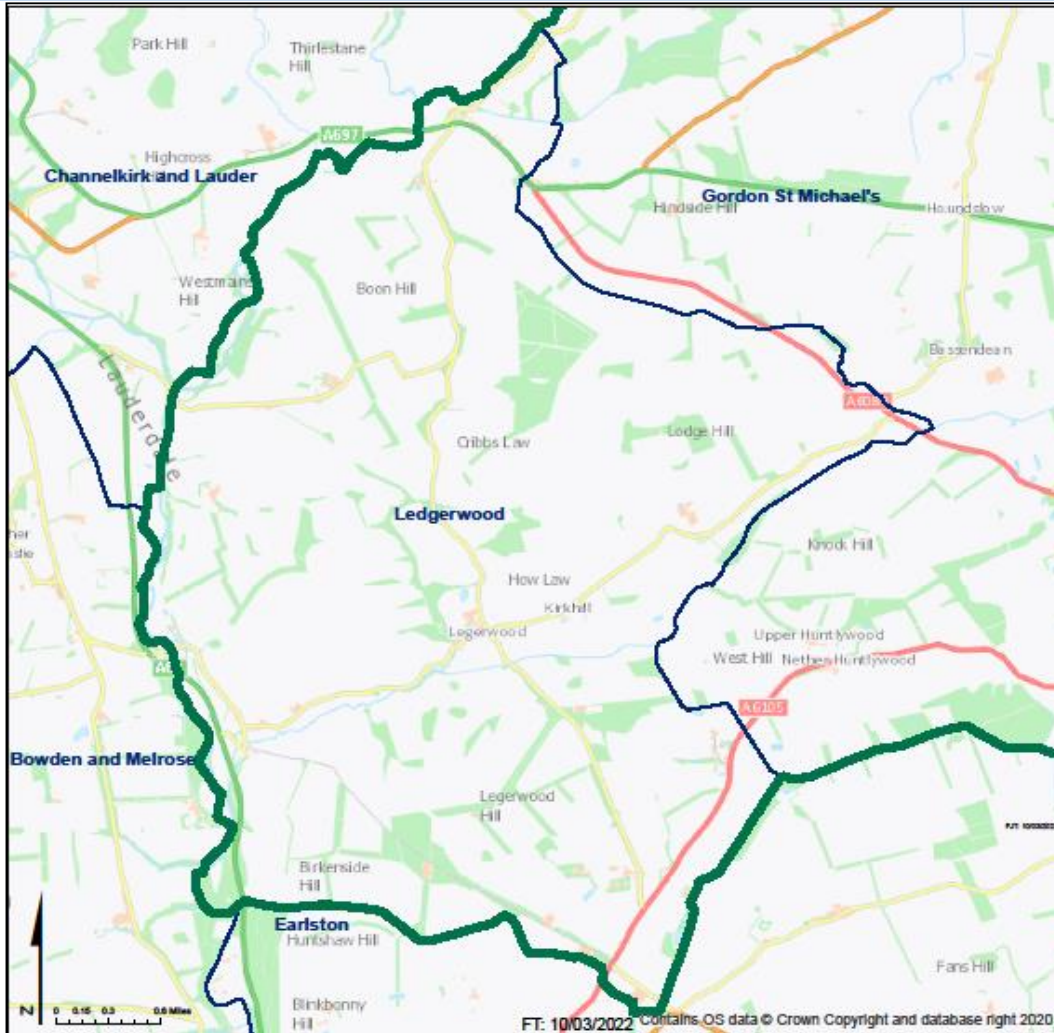 Park Hill
Thirlestane
Hill
A697
Highcross
Channelkirk and Lauder
Gordon St Michael's
Hindside Hill
Houndslow
Westmains
Hill
Boon Hill
Lauderdale
Bassendean
Cribbs Law
Lodge Hill
Ledgerwood
Knock Hill
How Law
Kirkhill
Legerwood
Upper Huntlywood
West Hill
Nether Huntlywood
A6105
Bowden and Melrose
Legerwood
Hill
Birkenside
Hill
Earlston
Huntshaw Hill
Fans Hill
Blinkbonny
Hill
N
0 0.15 0.3 0.6 Miles
FT: 10/03/2022
Contains OS data © Crown Copyright and database right 2020